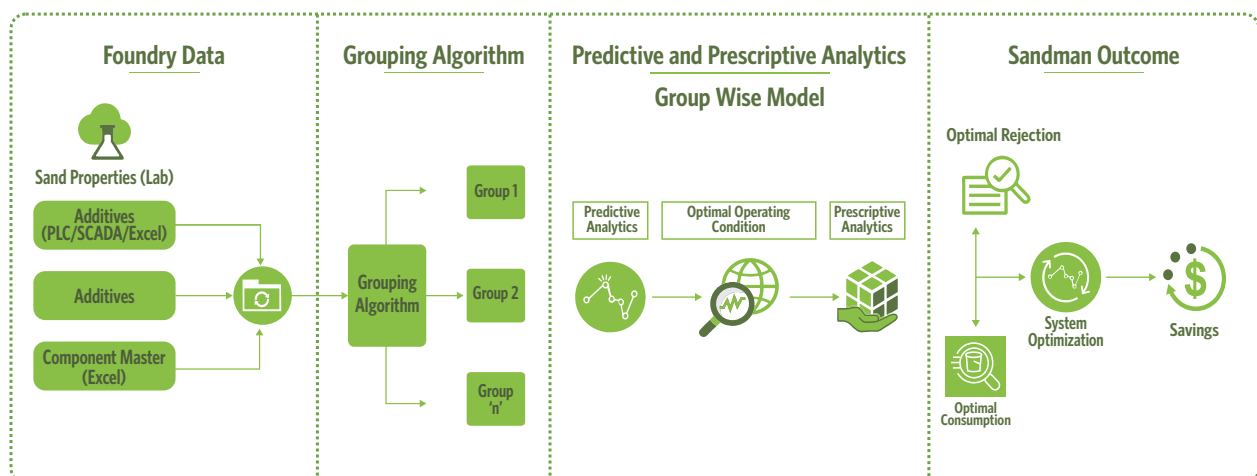 Foundry Data
Sand Properties (Lab)
Additives
(PLC/SCADA/Excel)
Additives
Component Master
(Excel)
Grouping Algorithm
Grouping
Algorithm
Group 1
Group 2
Group
‘n’
Predictive and Prescriptive Analytics
Group Wise Model
Predictive
Analytics
Optimal Operating
Condition
Prescriptive
Analytics
Sandman Outcome
Optimal Rejection
System
Optimization
$
Savings
Optimal
Consumption